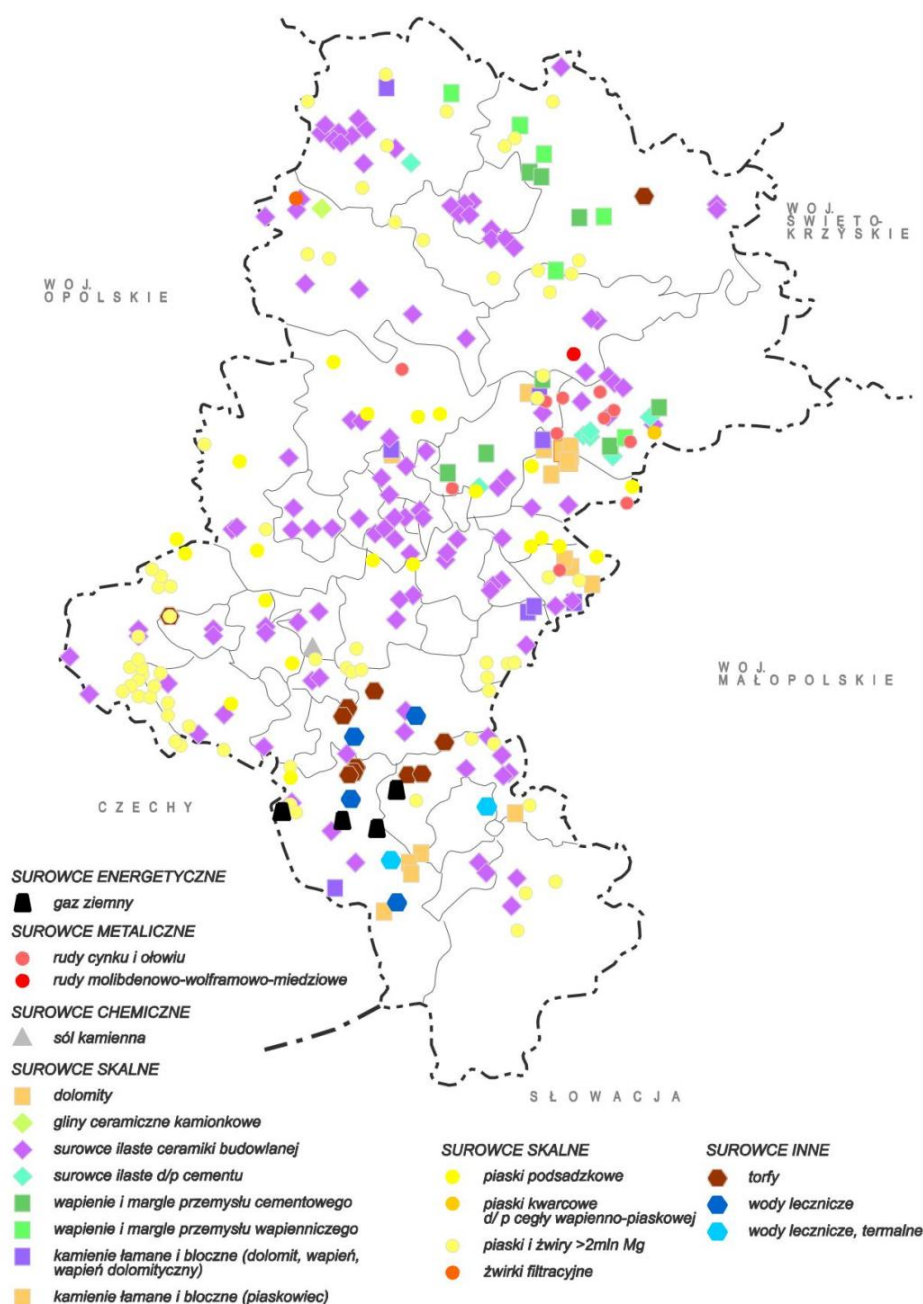 WOJ.
ŚWIĘTO-
KRZYSKIE
WOJ.
OPOLSKIE
WOJ.
MAŁOPOLSKIE
CZECHY
SŁOWACJA
SUROWCE ENERGETYCZNE
gaz ziemny
SUROWCE METALICZNE
rudy cynku i ołowiu
rudy molibdenowo-wolframowo-miedziowe
SUROWCE CHEMICZNE
sól kamienna
SUROWCE SKALNE
dolomity
gliny ceramiczne kamionkowe
surowce ilaste ceramiki budowlanej
surowce ilaste d/p cementu
wapienie i margle przemysłu cementowego
wapienie i margle przemysłu wapienniczego
kamienie łamane i bloczne (dolomit, wapień,
wapień dolomityczny)
kamienie łamane i bloczne (piaskowiec)
SUROWCE SKALNE
piaski podsadzkowe
piaski kwarcowe
d/ p cegły wapienno-piaskowej
piaski i żwiry >2mln Mg
żwirki filtracyjne
SUROWCE INNE
torfy
wody lecznicze
wody lecznicze, termalne